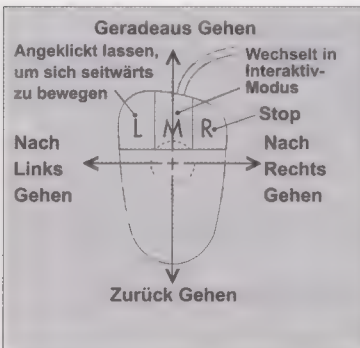 Geradeaus Gehen
Angeklickt lassen,
um sich seitwärts
zu bewegen
Wechselt in
Interaktiv-
Modus
L M R
Stop
Nach
Links
Gehen
Nach
Rechts
Gehen
Zurück Gehen